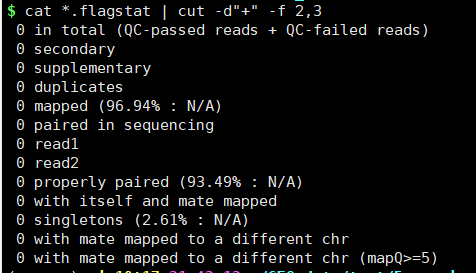 $ cat *.flagstat | cut -d"+" -f 2,3
0 in total (QC-passed reads + QC-failed reads)
0 secondary
0 supplementary
0 duplicates
0 mapped (96.94% : N/A)
0 paired in sequencing
0 read1
0 read2
0 properly paired (93.49% : N/A)
0 with itself and mate mapped
0 singletons (2.61% : N/A)
0 with mate mapped to a different chr
0 with mate mapped to a different chr (mapQ>=5)